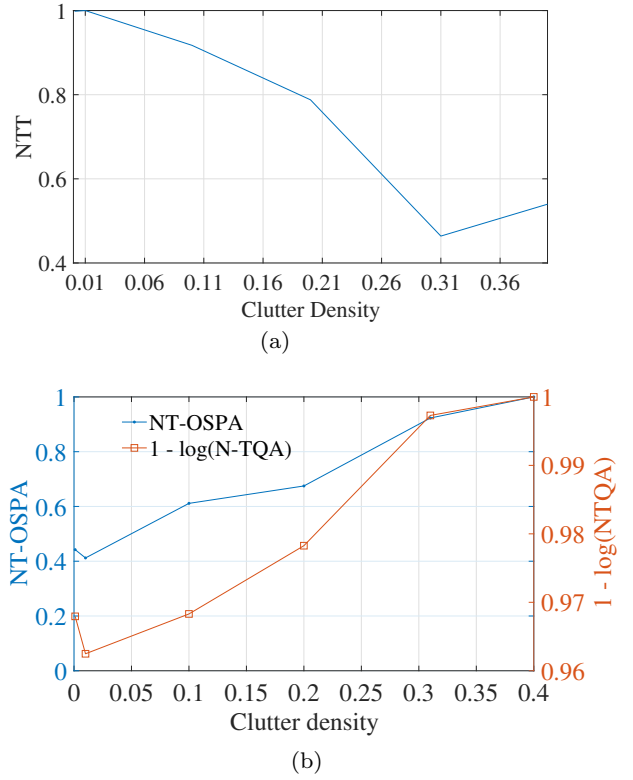 1
0.8
0.6
0.4
NTT
0.01 0.06 0.11 0.16 0.21 0.26 0.31 0.36
Clutter Density
(a)
1 1
NT-OSPA
1 - log(N-TQA)
0.8 0.99
0.6 0.98
0.4 0.97
0.2
0 0.96
NT-OSPA
1 - log(NTQA)
0 0.05 0.1 0.15 0.2 0.25 0.3 0.35 0.4
Clutter density
(b)